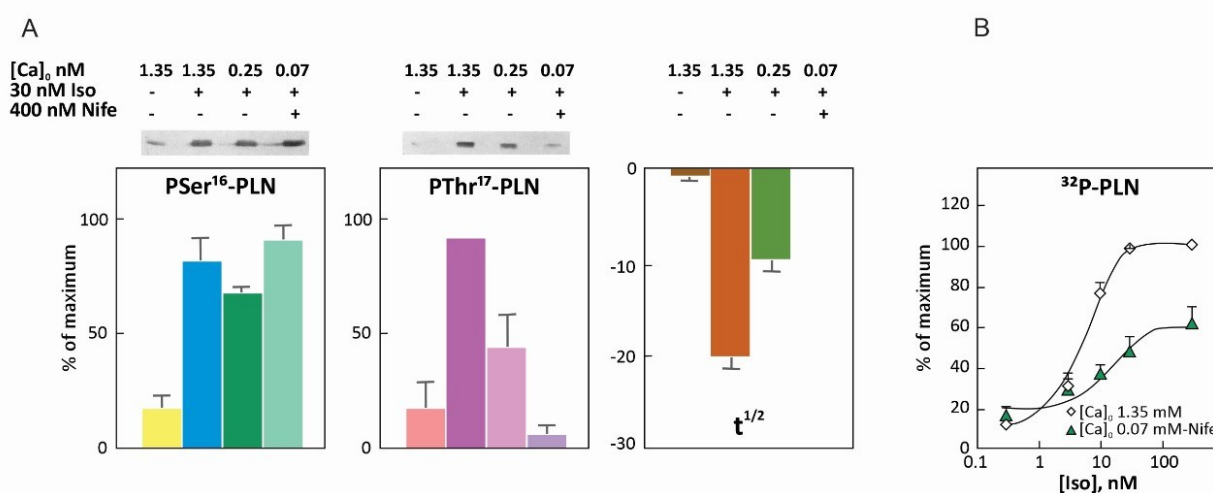 A
B
[Ca]₀ nM 1.35 1.35 0.25 0.07 1.35 1.35 0.25 0.07 1.35 1.35 0.25 0.07
30 nM Iso - + + + - + + + - + + +
400 nM Nife - - - + - - - + - - - +
PSer¹⁶-PLN
PThr¹⁷-PLN
³²P-PLN
% of maximum
100
50
0
% of maximum
100
50
0
0
-10
-20
-30
t¹/²
% of maximum
120
100
80
60
40
20
0
[Ca]₀ 1.35 mM
[Ca]₀ 0.07 mM-Nife
0.1 1 10 100
[Iso], nM